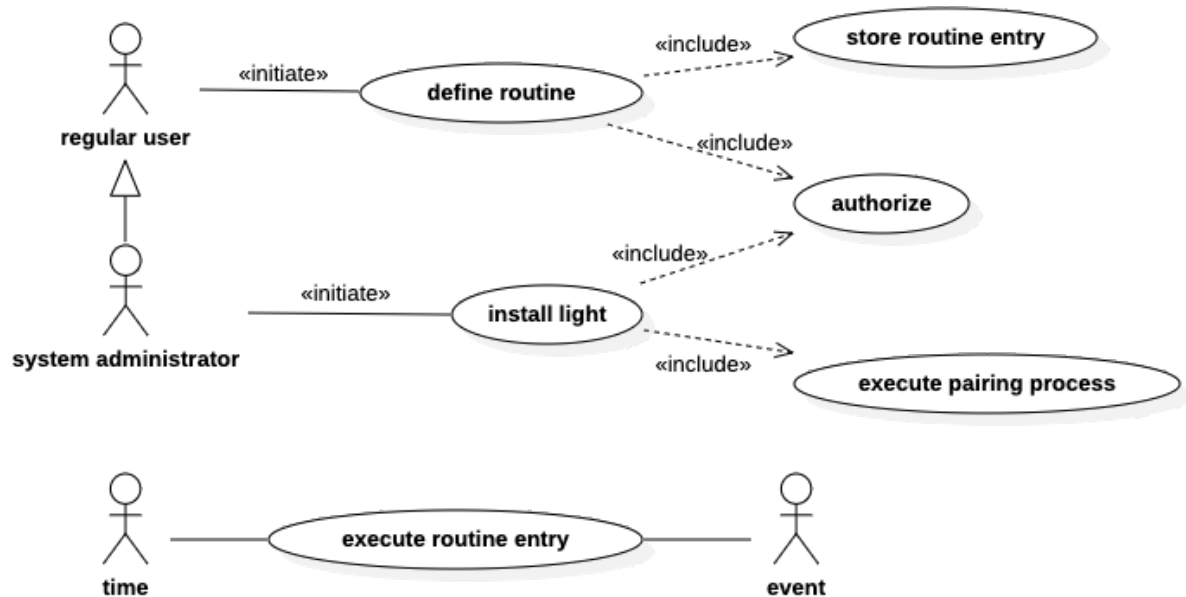 store routine entry
«include»
«initiate»
define routine
regular user
«include»
authorize
«include»
«initiate»
install light
system administrator
«include»
execute pairing process
execute routine entry
time
event